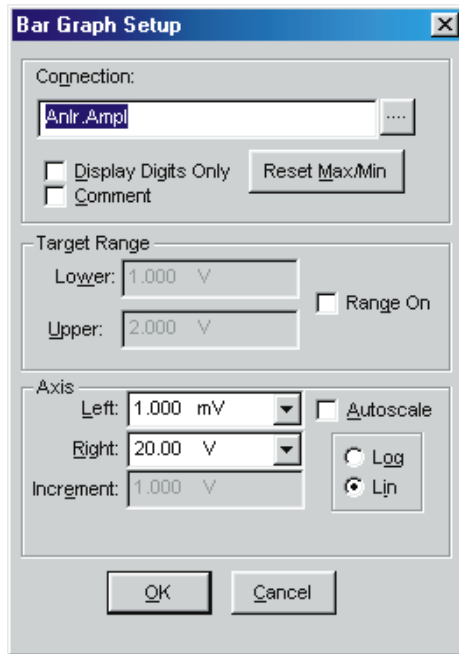 Bar Graph Setup
Connection:
Anlr.Ampl
....
Display Digits Only
Reset Max/Min
Comment
Target Range
Lower: 1.000 V
Range On
Upper: 2.000 V
Axis
Left: 1.000 mV
Autoscale
Right: 20.00 V
Log
Increment: 1.000 V
Lin
OK
Cancel